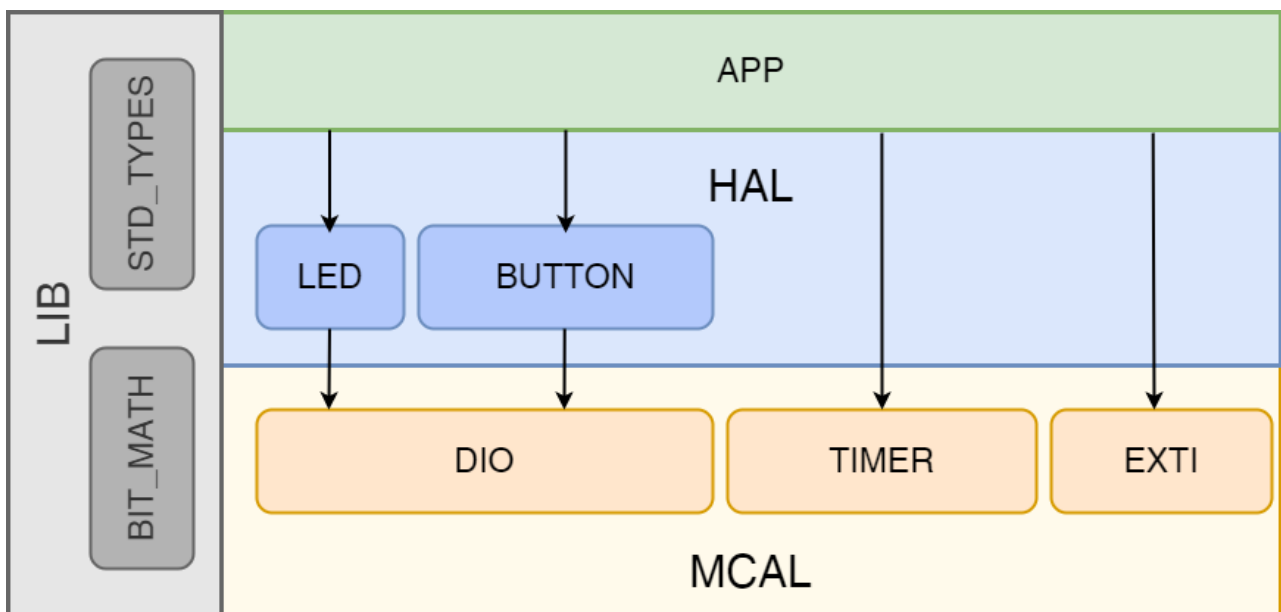 LIB
STD_TYPES
BIT_MATH
APP
HAL
LED
BUTTON
DIO
TIMER
EXTI
MCAL